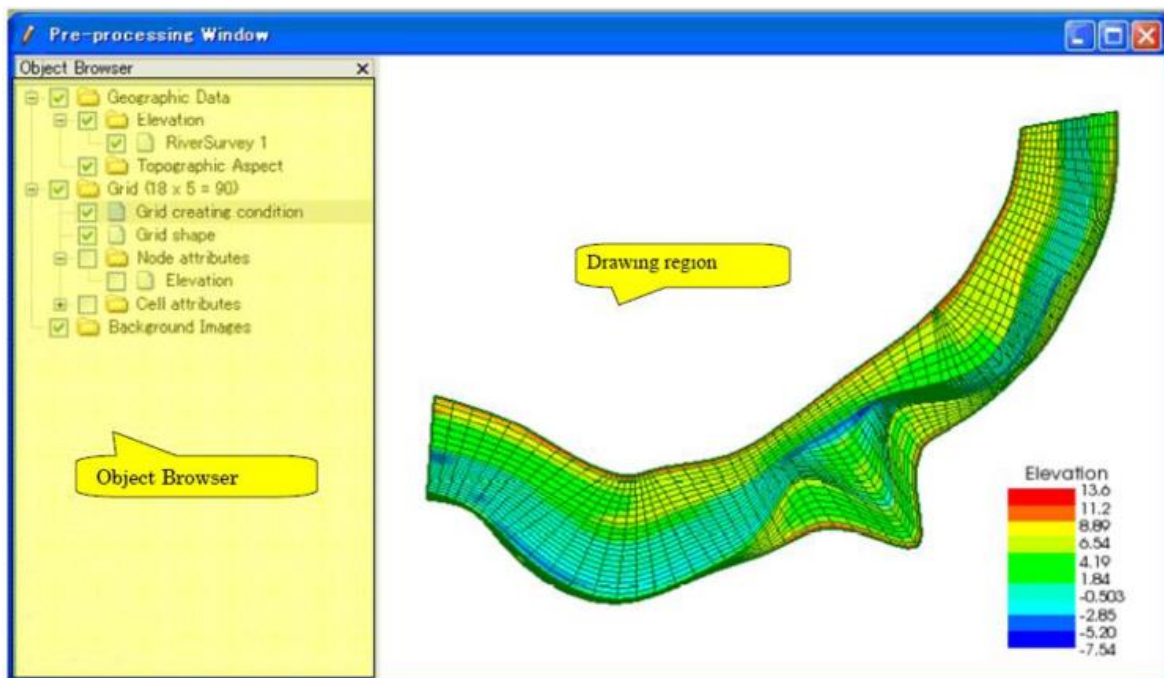 Pre-processing Window
Object Browser
Geographic Data
Elevation
RiverSurvey 1
Topographic Aspect
Grid (18 x 5 = 90)
Grid creating condition
Grid shape
Node attributes
Elevation
Cell attributes
Background Images
Object Browser
Drawing region
Elevation
13.6
11.2
8.89
6.54
4.19
1.84
-0.503
-2.85
-5.20
-7.54